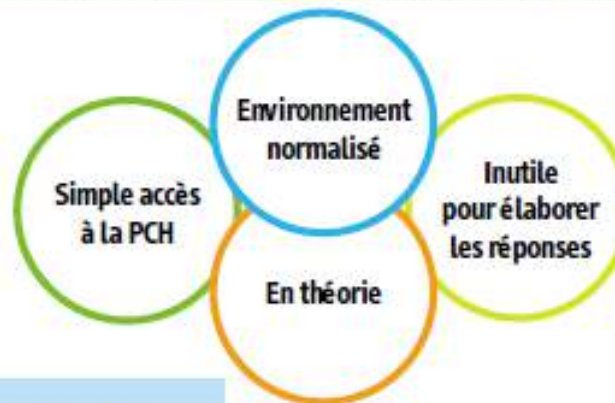 Environnement
normalisé
Simple accès
à la PCH
Inutile
pour élaborer
les réponses
En théorie